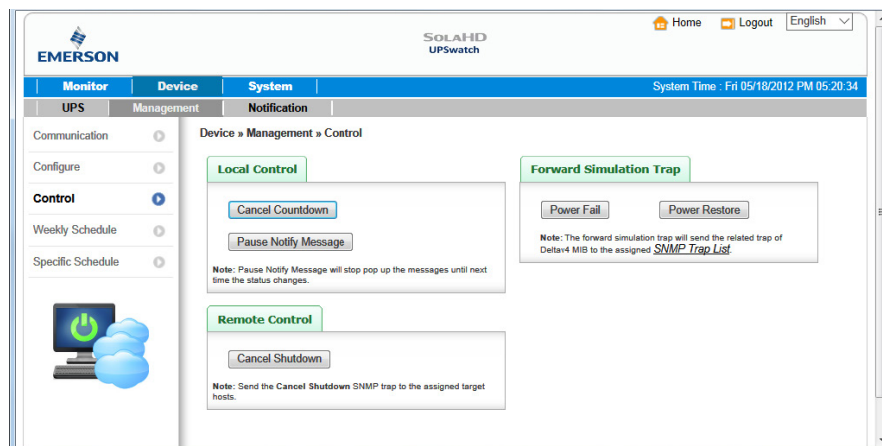 Home Logout English
EMERSON
SOLAHD
UPSwatch
Monitor Device System System Time : Fri 05/18/2012 PM 05:20:34
UPS Management Notification
Communication
Configure
Control
Weekly Schedule
Specific Schedule
Device » Management » Control
Local Control
Cancel Countdown
Pause Notify Message
Note: Pause Notify Message will stop pop up the messages until next
time the status changes.
Forward Simulation Trap
Power Fail Power Restore
Note: The forward simulation trap will send the related trap of
Deltav4 MIB to the assigned SNMP Trap List.
Remote Control
Cancel Shutdown
Note: Send the Cancel Shutdown SNMP trap to the assigned target
hosts.